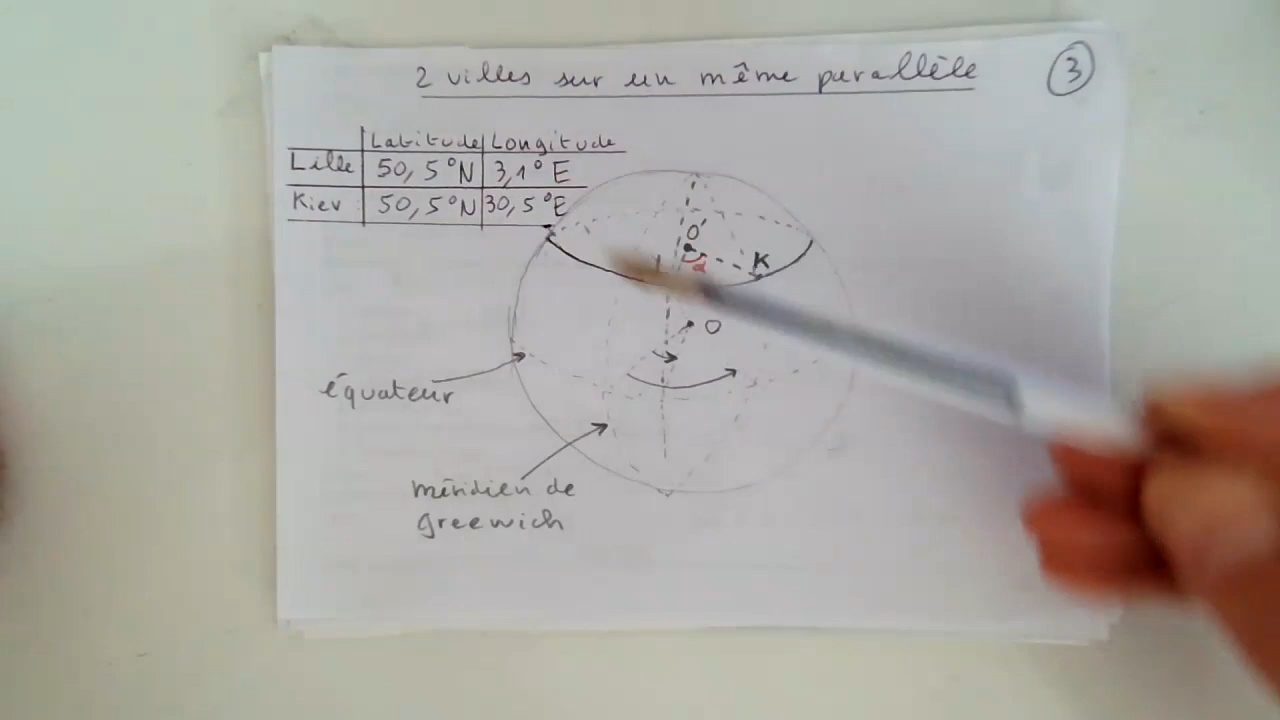 2 villes sur un même parallèle
3
Latitude Longitude
Lille 50,5°N 3,1° E
Kiev 50,5°N 30,5°E
O
α
K
L
O
équateur
méridien de
greewich